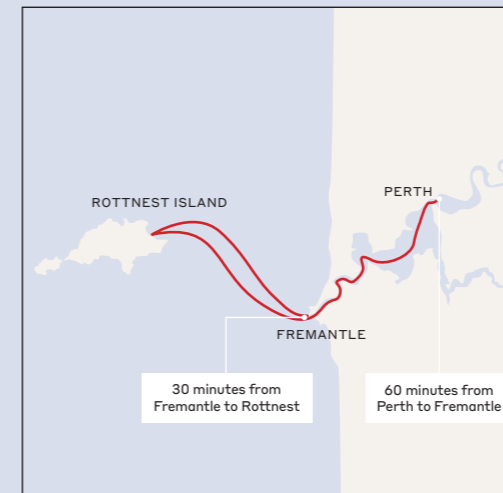 PERTH
ROTTNEST ISLAND
FREMANTLE
30 minutes from
Fremantle to Rottnest
60 minutes from
Perth to Fremantle